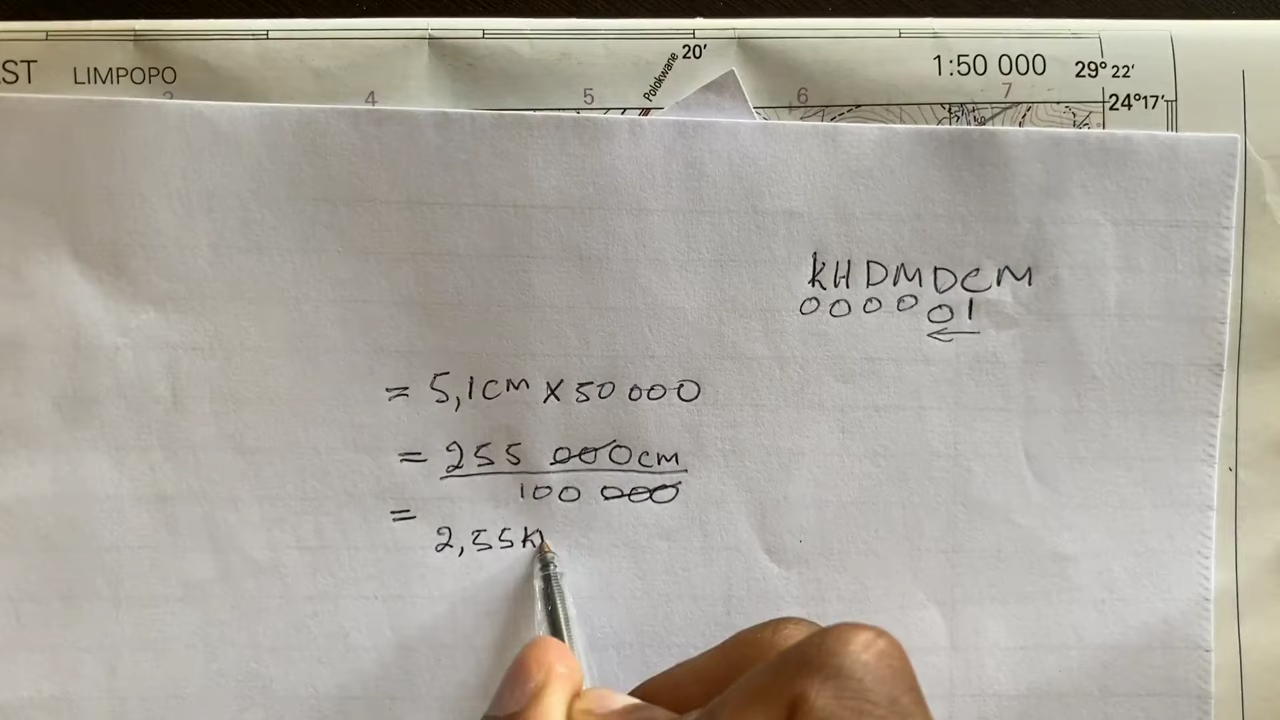 ST LIMPOPO
Polokwane
20′
1:50 000
29° 22′
4
5
6
7
24°17′
KHDMDCM
000001
= 5,1cm x 50 000
= 255 000cm
100 000
=
2,55K